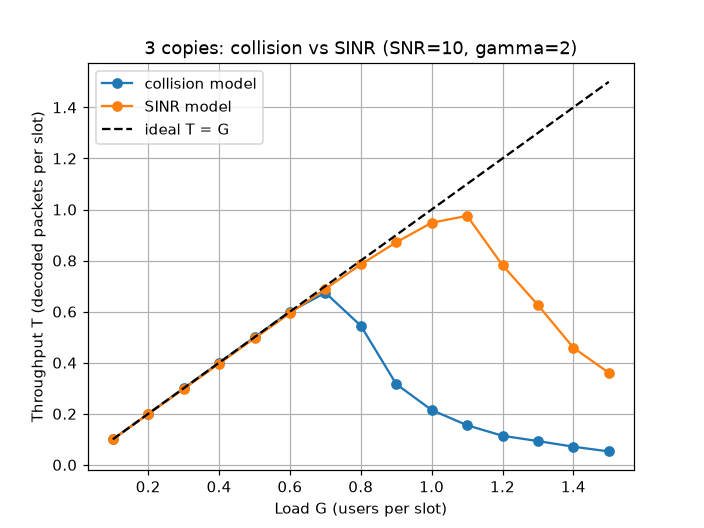 3 copies: collision vs SINR (SNR=10, gamma=2)
collision model
SINR model
ideal T = G
Throughput T (decoded packets per slot)
1.4
1.2
1.0
0.8
0.6
0.4
0.2
0.0
0.2 0.4 0.6 0.8 1.0 1.2 1.4
Load G (users per slot)